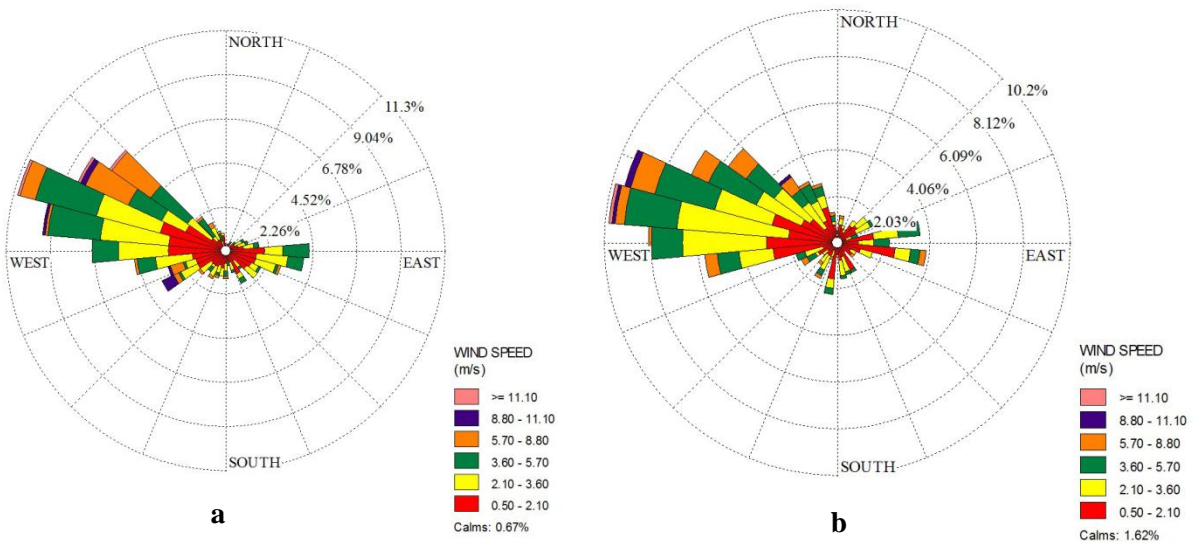 NORTH
11.3%
9.04%
6.78%
4.52%
2.26%
WEST
EAST
SOUTH
WIND SPEED
(m/s)
>= 11.10
8.80 - 11.10
5.70 - 8.80
3.60 - 5.70
2.10 - 3.60
0.50 - 2.10
Calms: 0.67%
a
NORTH
10.2%
8.12%
6.09%
4.06%
2.03%
WEST
EAST
SOUTH
WIND SPEED
(m/s)
>= 11.10
8.80 - 11.10
5.70 - 8.80
3.60 - 5.70
2.10 - 3.60
0.50 - 2.10
Calms: 1.62%
b